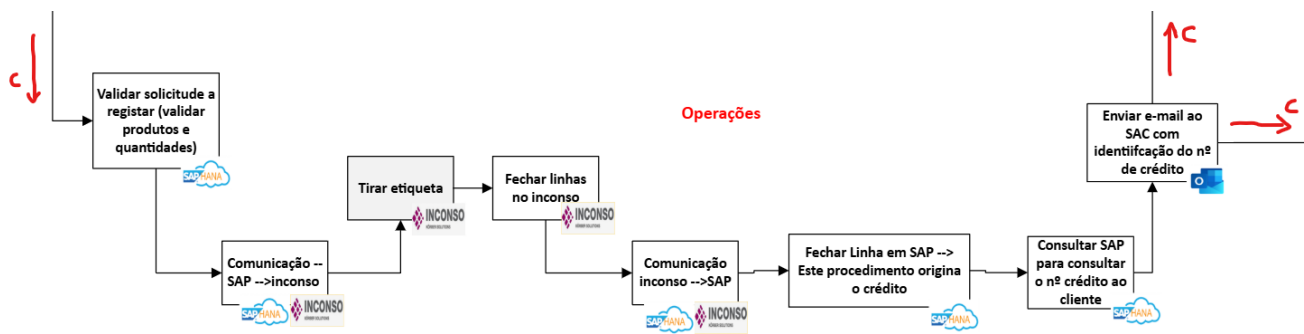 C
Validar solicitude a
registar (validar
produtos e
quantidades)
SAP HANA
Comunicação --
SAP -->inconso
SAP HANA
INCONSO
Tirar etiqueta
INCONSO
Fechar linhas
no inconso
INCONSO
Operações
Comunicação
inconso -->SAP
SAP HANA
INCONSO
Fechar Linha em SAP -->
Este procedimento origina
o crédito
SAP HANA
Consultar SAP
para consultar
o nº crédito ao
cliente
SAP HANA
Enviar e-mail ao
SAC com
identiifcação do nº
de crédito
O
C
C